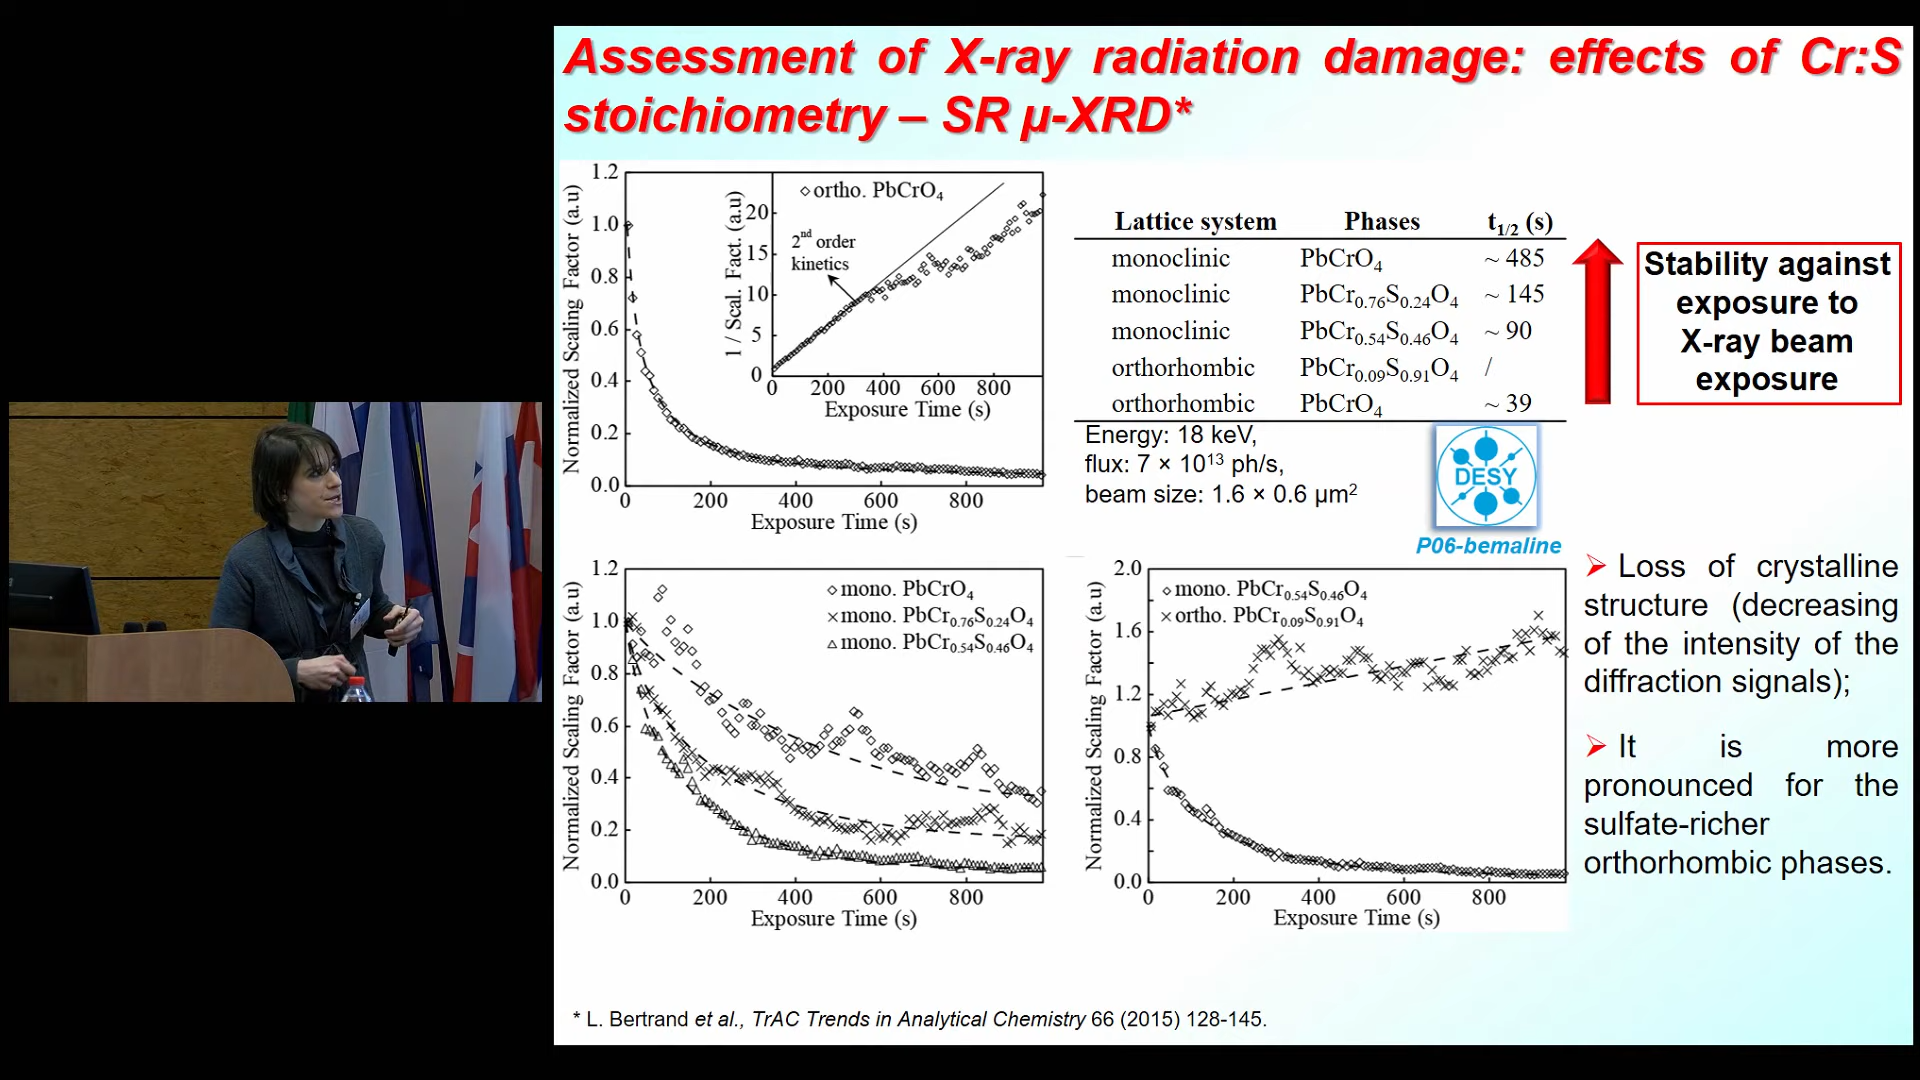 Assessment of X-ray radiation damage: effects of Cr:S
stoichiometry – SR µ-XRD*
Normalized Scaling Factor (a.u)
1.2
1.0
0.8
0.6
0.4
0.2
0.0
0 200 400 600 800
Exposure Time (s)
ortho. PbCrO4
1 / Scal. Fact. (a.u)
20
15
10
5
0
2nd order
kinetics
0 200 400 600 800
Exposure Time (s)
Lattice system Phases t1/2 (s)
monoclinic PbCrO4 ~ 485
monoclinic PbCr0.76S0.24O4 ~ 145
monoclinic PbCr0.54S0.46O4 ~ 90
orthorhombic PbCr0.09S0.91O4 /
orthorhombic PbCrO4 ~ 39
Stability against
exposure to
X-ray beam
exposure
Energy: 18 keV,
flux: 7 × 10¹³ ph/s,
beam size: 1.6 × 0.6 µm²
DESY
P06-bemaline
Normalized Scaling Factor (a.u)
1.2
1.0
0.8
0.6
0.4
0.2
0.0
mono. PbCrO4
mono. PbCr0.76S0.24O4
mono. PbCr0.54S0.46O4
0 200 400 600 800
Exposure Time (s)
Normalized Scaling Factor (a.u)
2.0
1.6
1.2
0.8
0.4
0.0
mono. PbCr0.54S0.46O4
ortho. PbCr0.09S0.91O4
0 200 400 600 800
Exposure Time (s)
➢ Loss of crystalline
structure (decreasing
of the intensity of the
diffraction signals);
➢ It is more
pronounced for the
sulfate-richer
orthorhombic phases.
* L. Bertrand et al., TrAC Trends in Analytical Chemistry 66 (2015) 128-145.